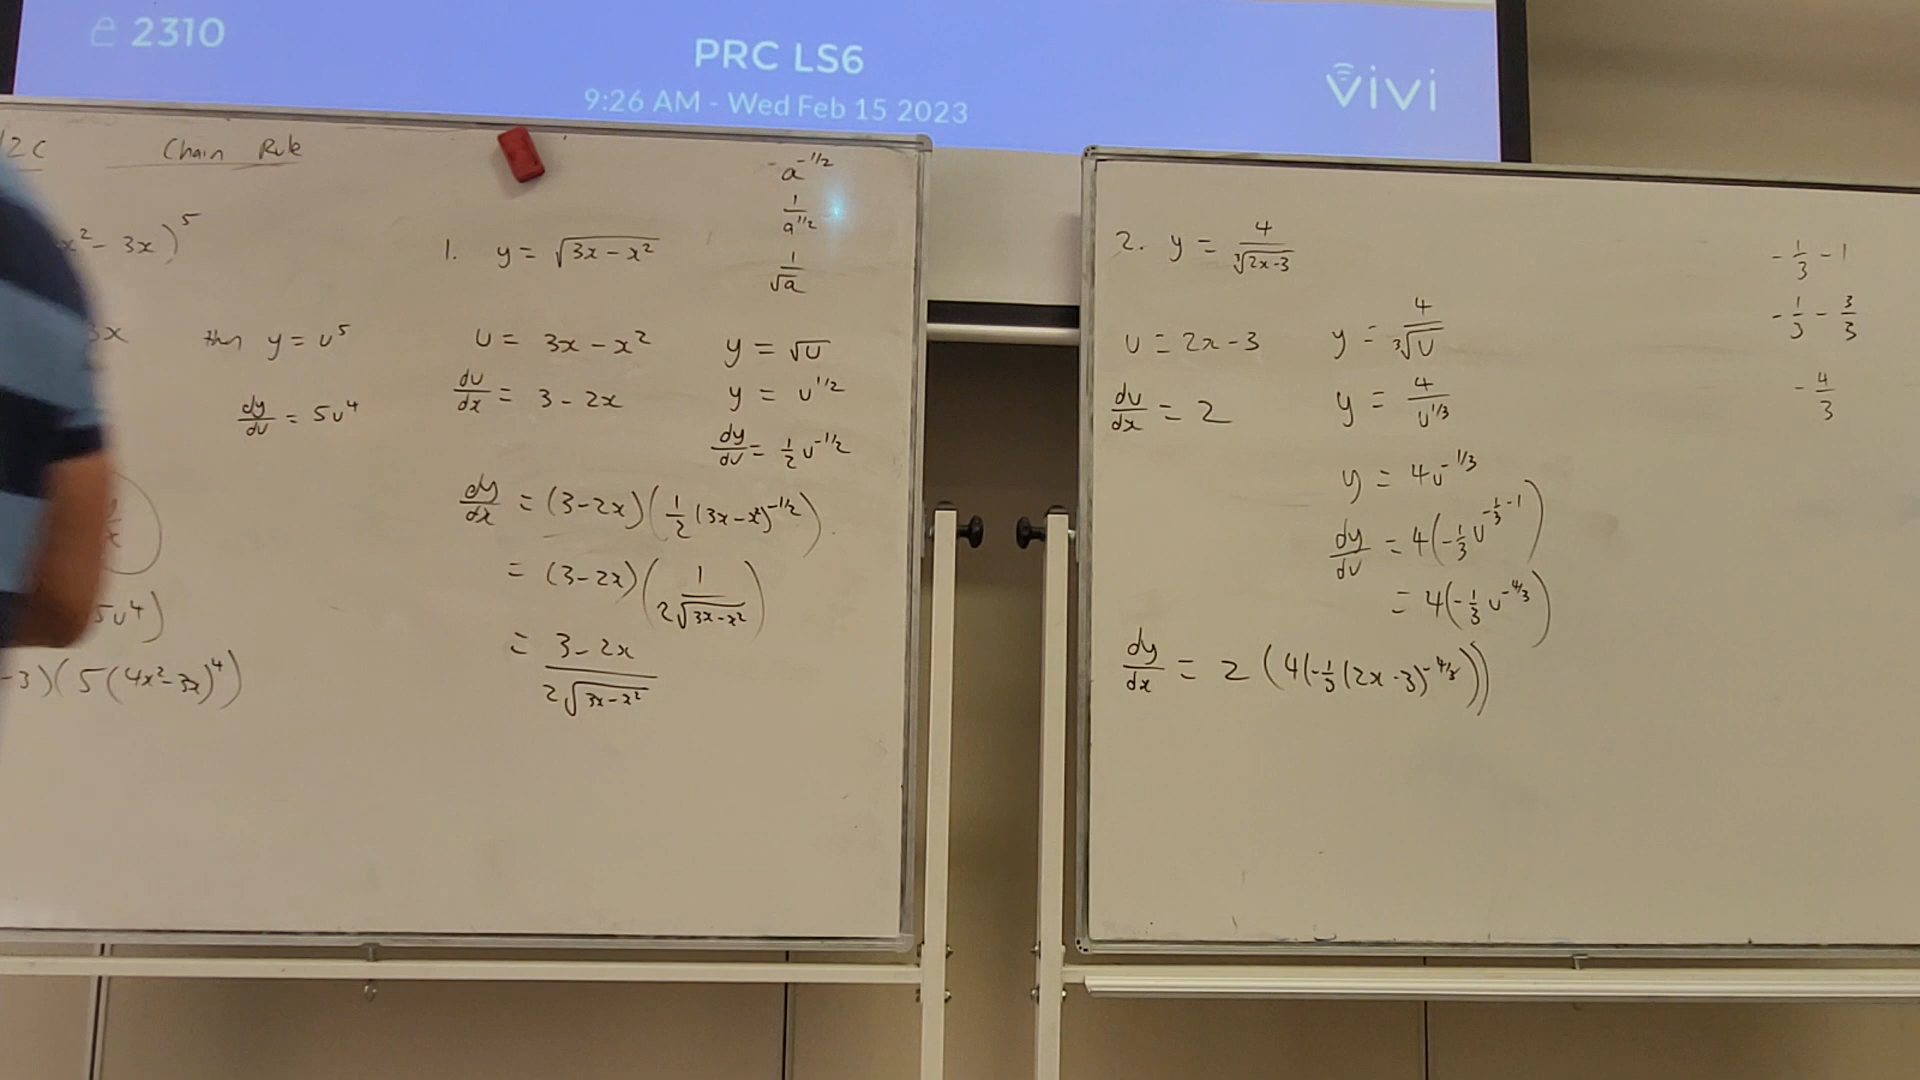 e 2310
PRC LS6
9:26 AM - Wed Feb 15 2023
vivi
12C Chain Rule
x² - 3x)⁵
3x then y = u⁵
dy/du = 5u⁴
5u⁴)
-3)(5(4x²-3x)⁴)
1. y = √(3x - x²)
a^(-1/2)
1/a^(1/2)
1/√a
u = 3x - x² y = √u
du/dx = 3 - 2x y = u^(1/2)
dy/du = 1/2 u^(-1/2)
dy/dx = (3-2x)(1/2 (3x-x²)^(-1/2))
= (3-2x)(1/(2√(3x-x²)))
= (3-2x)/(2√(3x-x²))
2. y = 4/∛(2x-3)
u = 2x-3 y = 4/∛u
du/dx = 2 y = 4/u^(1/3)
y = 4u^(-1/3)
dy/du = 4(-1/3 u^(-1/3 - 1))
= 4(-1/3 u^(-4/3))
dy/dx = 2(4(-1/3(2x-3)^(-4/3)))
-1/3 - 1
-1/3 - 3/3
-4/3